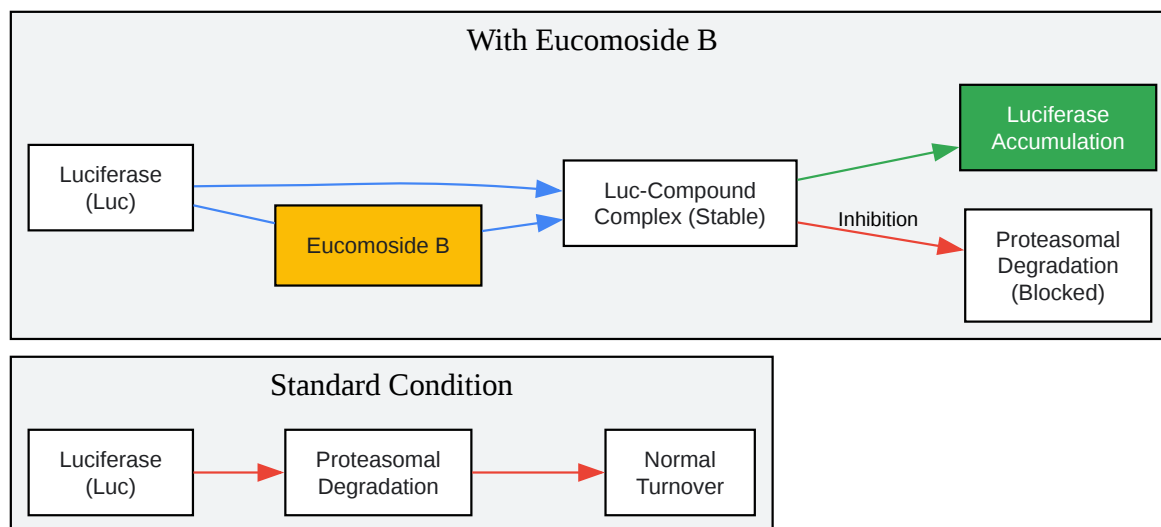 With Eucomoside B
Luciferase
(Luc)
Eucomoside B
Luc-Compound
Complex (Stable)
Luciferase
Accumulation
Inhibition
Proteasomal
Degradation
(Blocked)
Standard Condition
Luciferase
(Luc)
Proteasomal
Degradation
Normal
Turnover